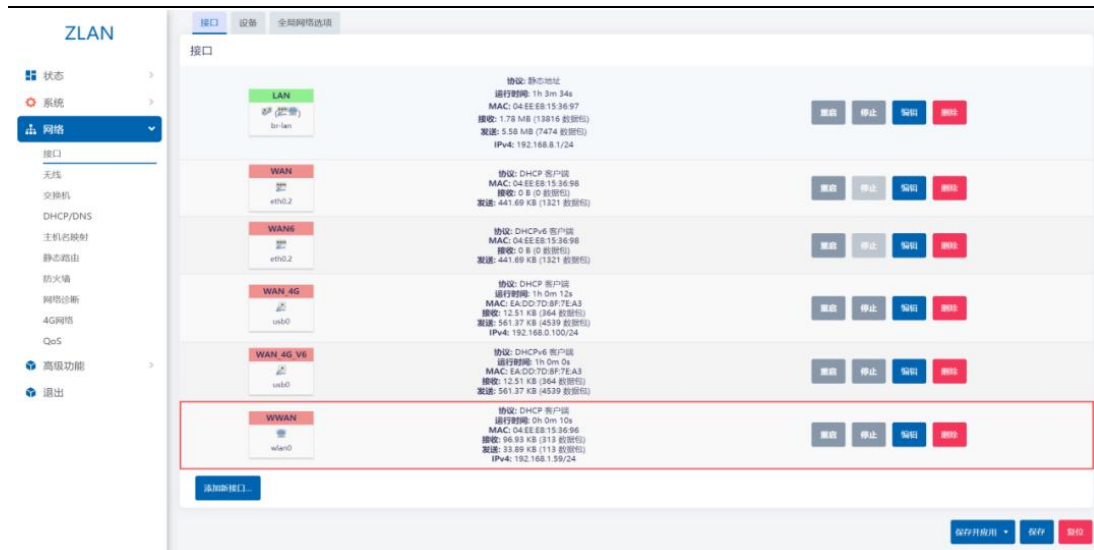 ZLAN
状态
系统
网络
接口
无线
交换机
DHCP/DNS
主机名映射
静态路由
防火墙
网络诊断
4G网络
QoS
高级功能
退出
接口 设备 全局网络选项
接口
LAN
br-lan
协议: 静态地址
运行时间: 1h 3m 34s
MAC: 04:EE:E8:15:36:97
接收: 1.78 MB (13816 数据包)
发送: 5.58 MB (7474 数据包)
IPv4: 192.168.8.1/24
重启 停止 编辑 删除
WAN
eth0.2
协议: DHCP 客户端
MAC: 04:EE:E8:15:36:98
接收: 0 B (0 数据包)
发送: 441.69 KB (1321 数据包)
重启 停止 编辑 删除
WAN6
eth0.2
协议: DHCPv6 客户端
MAC: 04:EE:E8:15:36:98
接收: 0 B (0 数据包)
发送: 441.69 KB (1321 数据包)
重启 停止 编辑 删除
WAN_4G
usb0
协议: DHCP 客户端
运行时间: 1h 0m 12s
MAC: EA:DD:7D:8F:7E:A3
接收: 12.51 KB (364 数据包)
发送: 561.37 KB (4539 数据包)
IPv4: 192.168.0.100/24
重启 停止 编辑 删除
WAN_4G_V6
usb0
协议: DHCPv6 客户端
运行时间: 1h 0m 0s
MAC: EA:DD:7D:8F:7E:A3
接收: 12.51 KB (364 数据包)
发送: 561.37 KB (4539 数据包)
重启 停止 编辑 删除
WWAN
wlan0
协议: DHCP 客户端
运行时间: 0h 0m 10s
MAC: 04:EE:E8:15:36:96
接收: 96.93 KB (313 数据包)
发送: 33.89 KB (113 数据包)
IPv4: 192.168.1.59/24
重启 停止 编辑 删除
添加新接口...
保存并应用 保存 复位